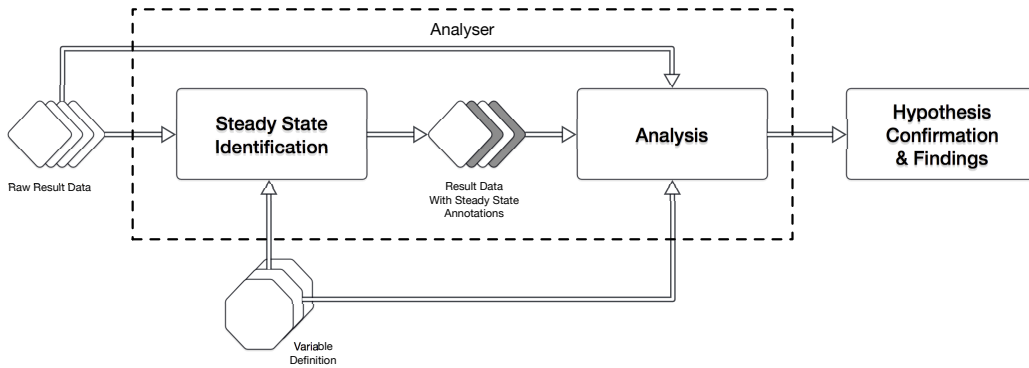 Analyser
Raw Result Data
Steady State
Identification
Result Data
With Steady State
Annotations
Analysis
Hypothesis
Confirmation
& Findings
Variable
Definition